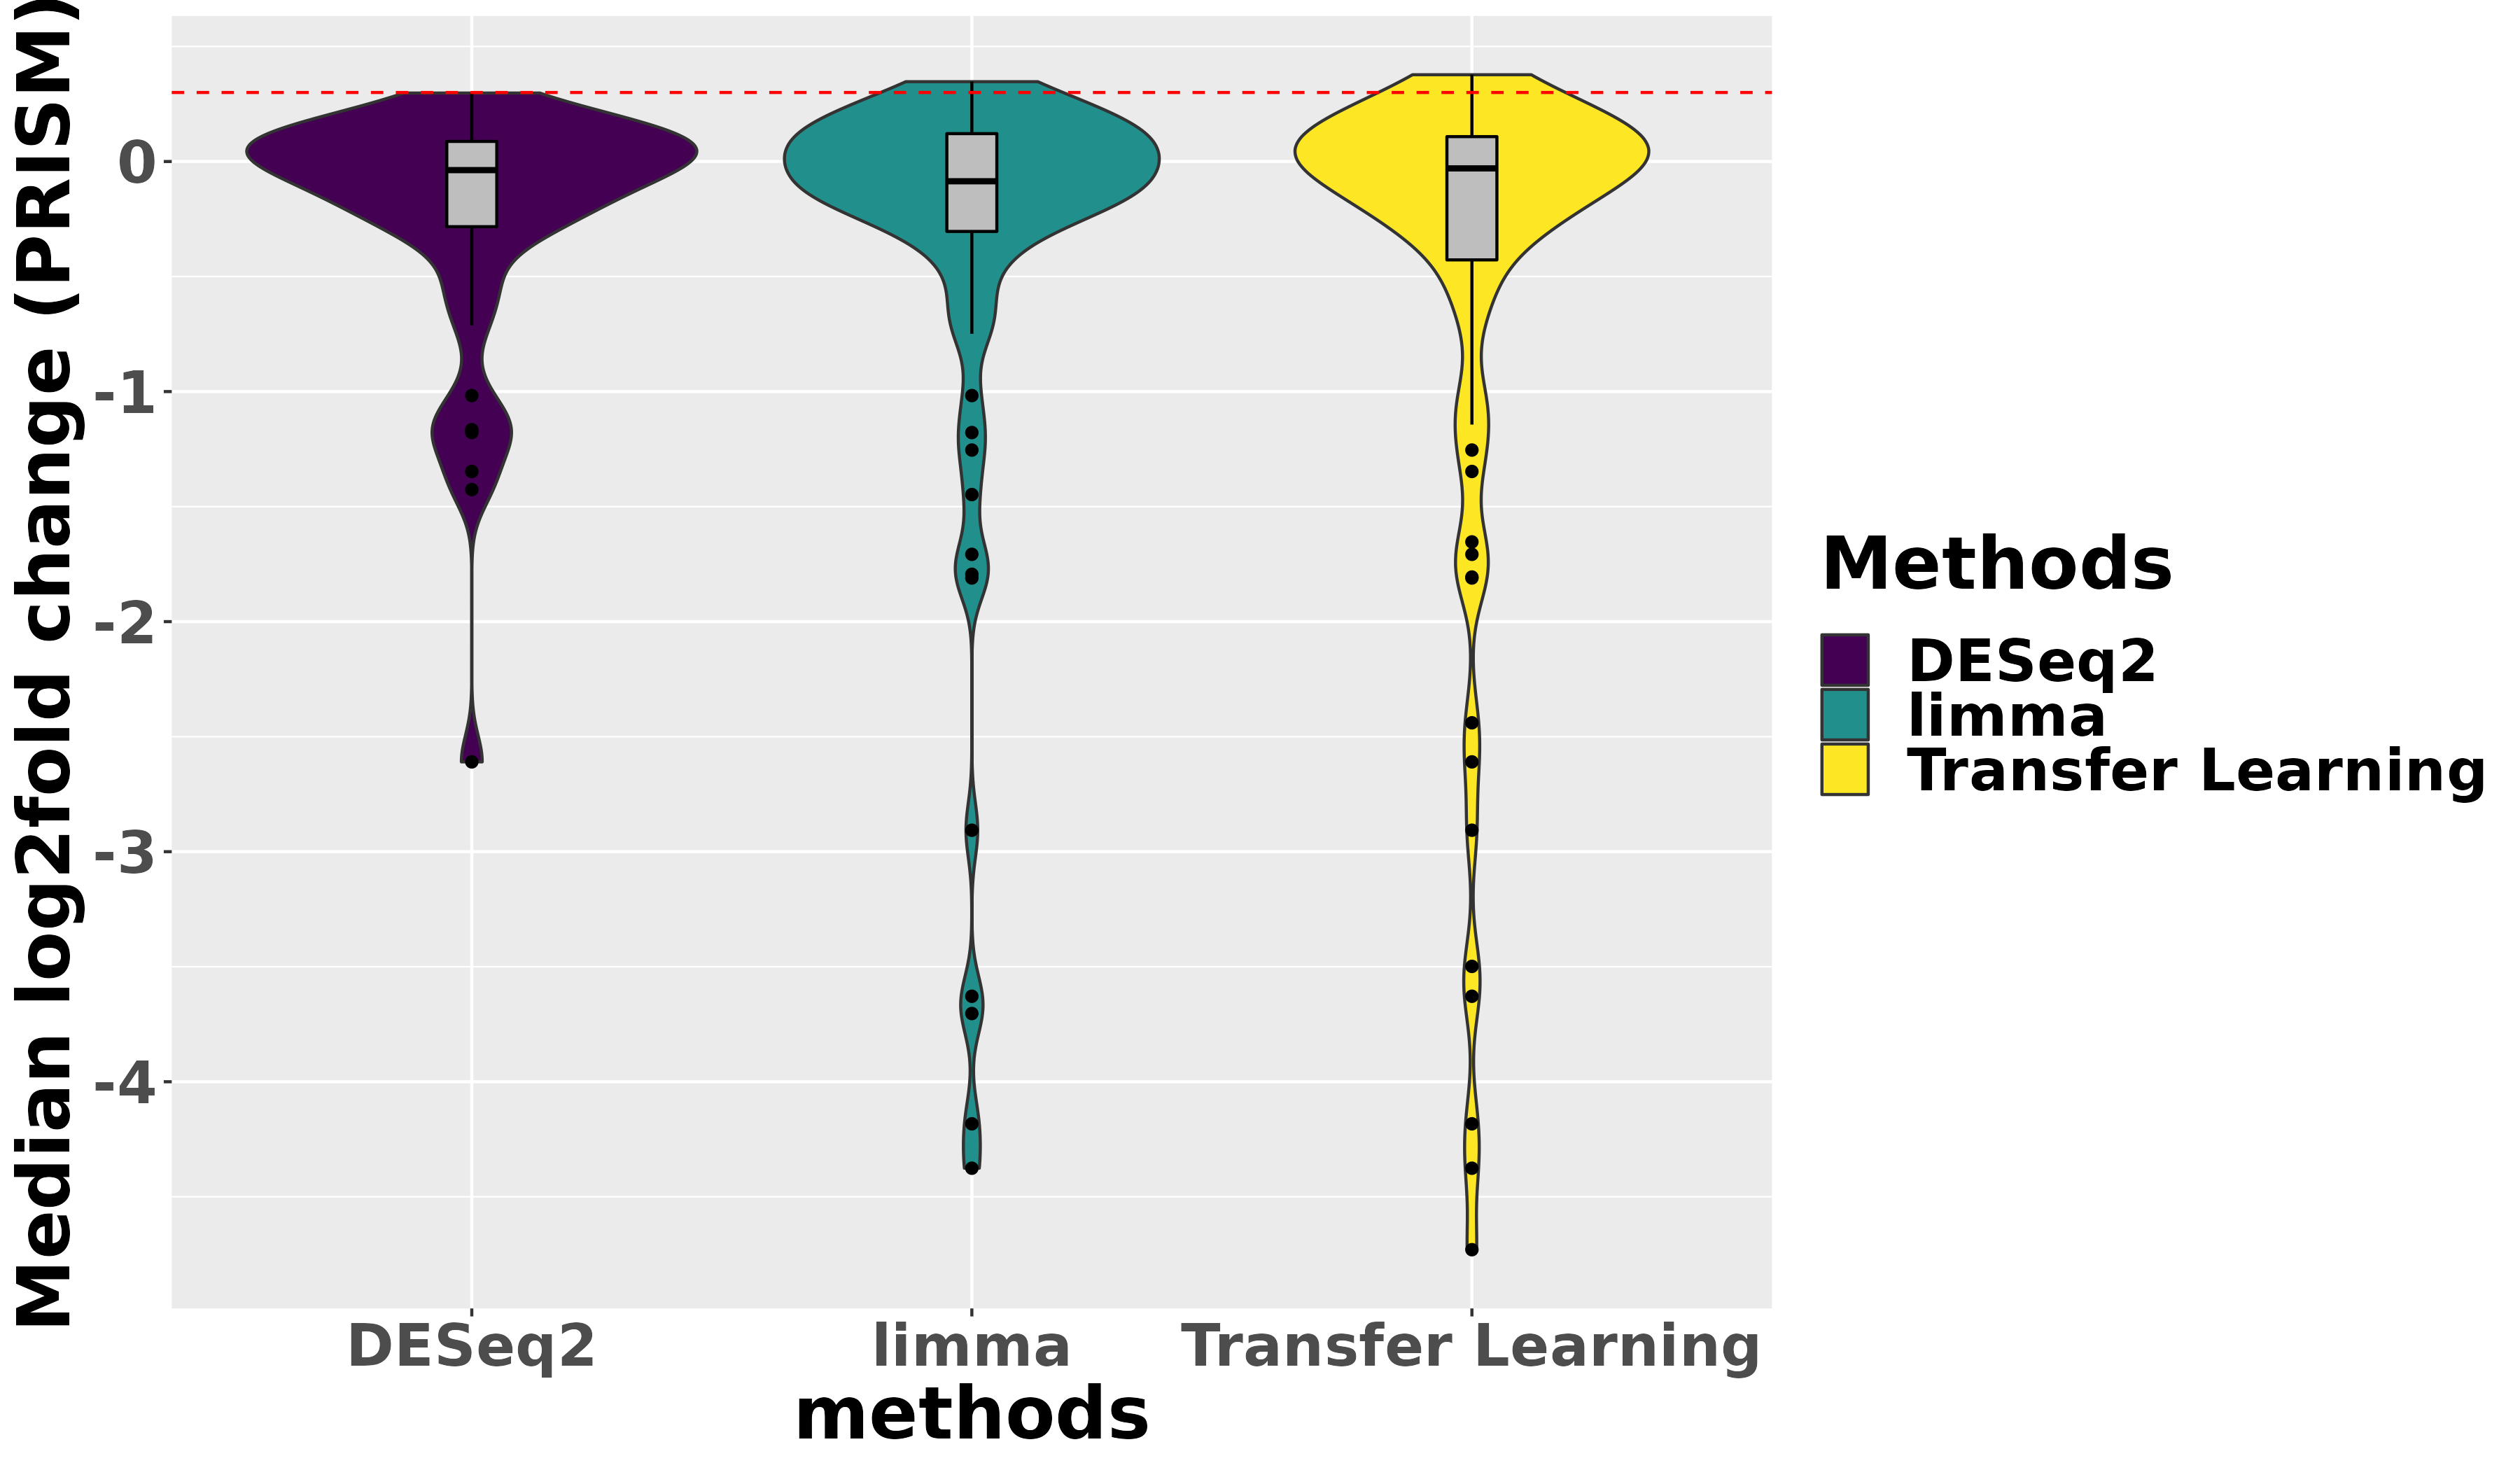 Median log2fold change (PRISM)
0
-1
-2
-3
-4
DESeq2
limma
Transfer Learning
methods
Methods
DESeq2
limma
Transfer Learning